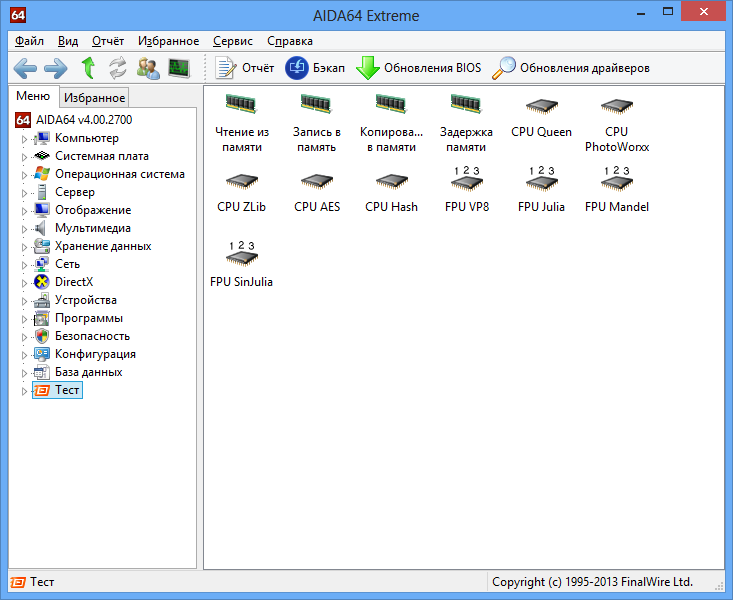 64
AIDA64 Extreme
Файл Вид Отчёт Избранное Сервис Справка
Отчёт Бэкап Обновления BIOS Обновления драйверов
Меню Избранное
64 AIDA64 v4.00.2700
Компьютер
Системная плата
Операционная система
Сервер
Отображение
Мультимедиа
Хранение данных
Сеть
DirectX
Устройства
Программы
Безопасность
Конфигурация
База данных
Тест
Чтение из
памяти
Запись в
память
Копирова...
в памяти
Задержка
памяти
CPU Queen
CPU
PhotoWorxx
CPU ZLib
CPU AES
CPU Hash
1 2 3
FPU VP8
1 2 3
FPU Julia
1 2 3
FPU Mandel
1 2 3
FPU SinJulia
Тест
Copyright (c) 1995-2013 FinalWire Ltd.